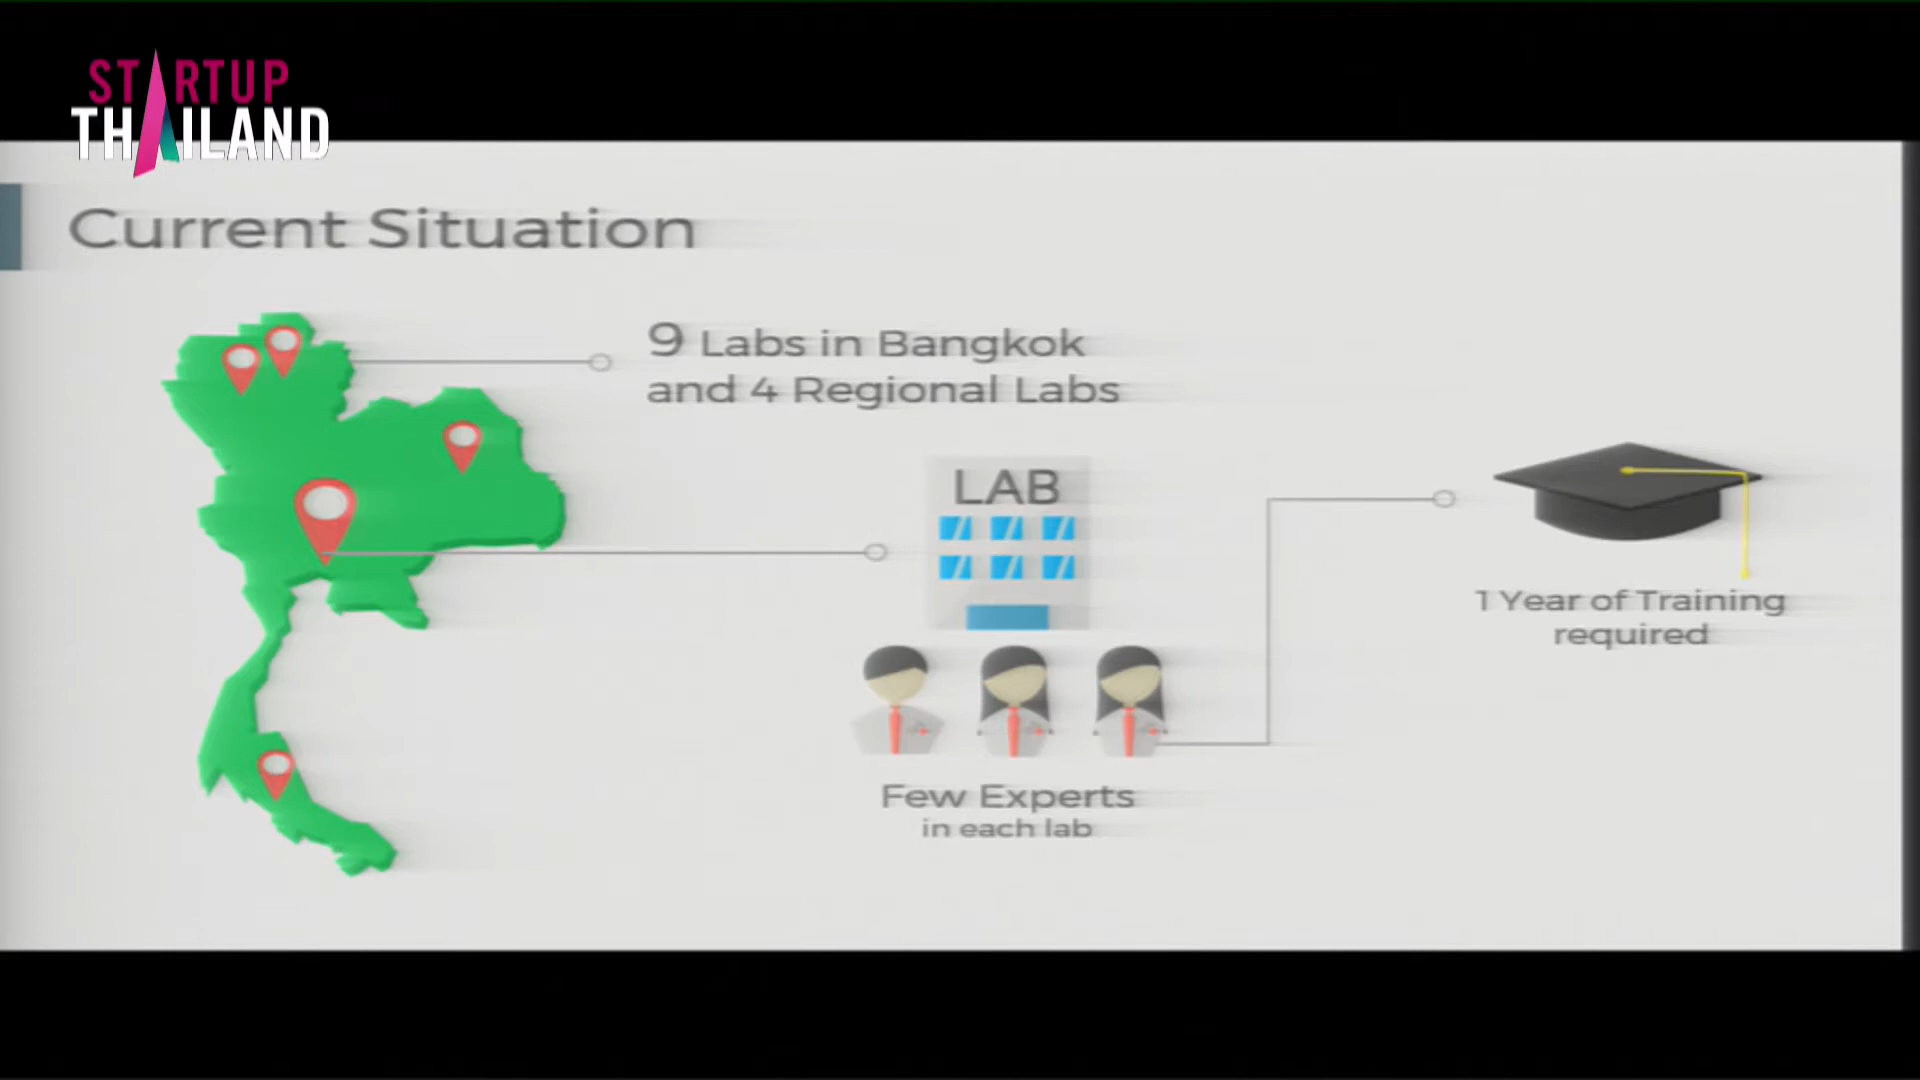 STARTUP
THAILAND
Current Situation
9 Labs in Bangkok
and 4 Regional Labs
LAB
1 Year of Training
required
Few Experts
in each lab